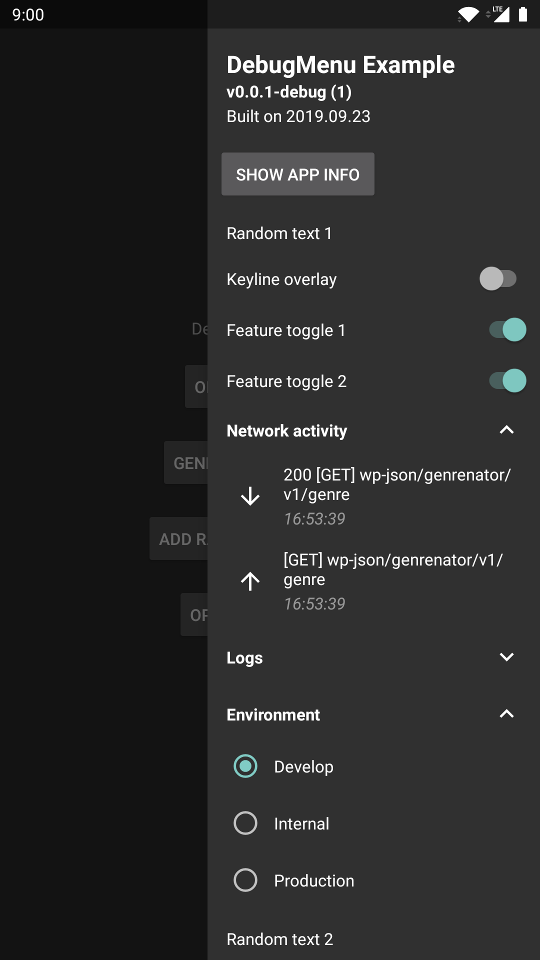 9:00
LTE
DebugMenu Example
v0.0.1-debug (1)
Built on 2019.09.23
SHOW APP INFO
Random text 1
Keyline overlay
Feature toggle 1
De
Feature toggle 2
O
Network activity
GEN
200 [GET] wp-json/genrenator/
v1/genre
16:53:39
ADD R
[GET] wp-json/genrenator/v1/
genre
16:53:39
OP
Logs
Environment
Develop
Internal
Production
Random text 2